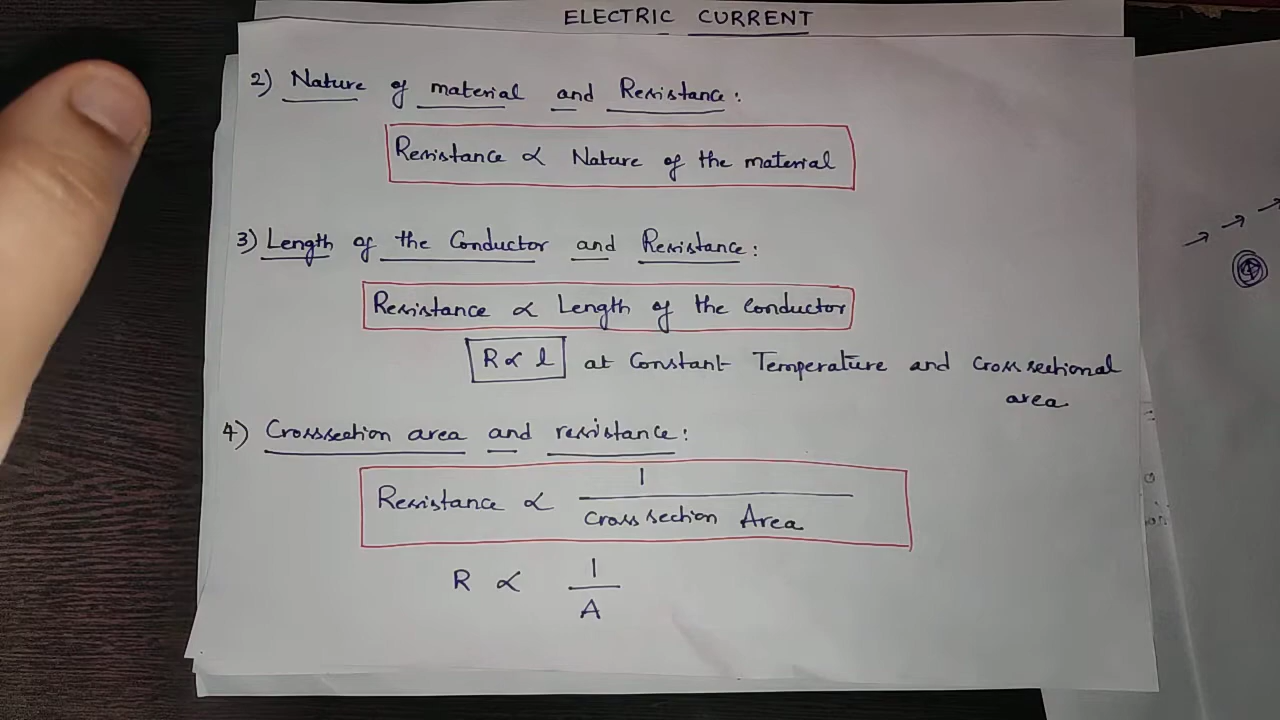 ELECTRIC CURRENT
2) Nature of material and Resistance:
Resistance ∝ Nature of the material
3) Length of the Conductor and Resistance:
Resistance ∝ Length of the conductor
R ∝ l at Constant Temperature and Cross sectional
area
4) Crosssection area and resistance:
Resistance ∝ 1
cross section Area
R ∝ 1
A